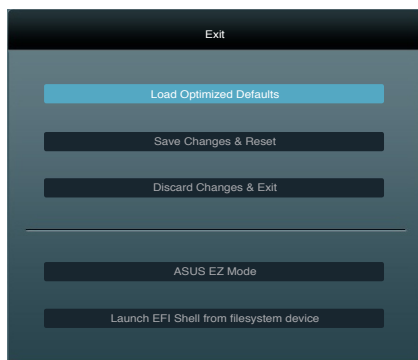 Exit
Load Optimized Defaults
Save Changes & Reset
Discard Changes & Exit
ASUS EZ Mode
Launch EFI Shell from filesystem device